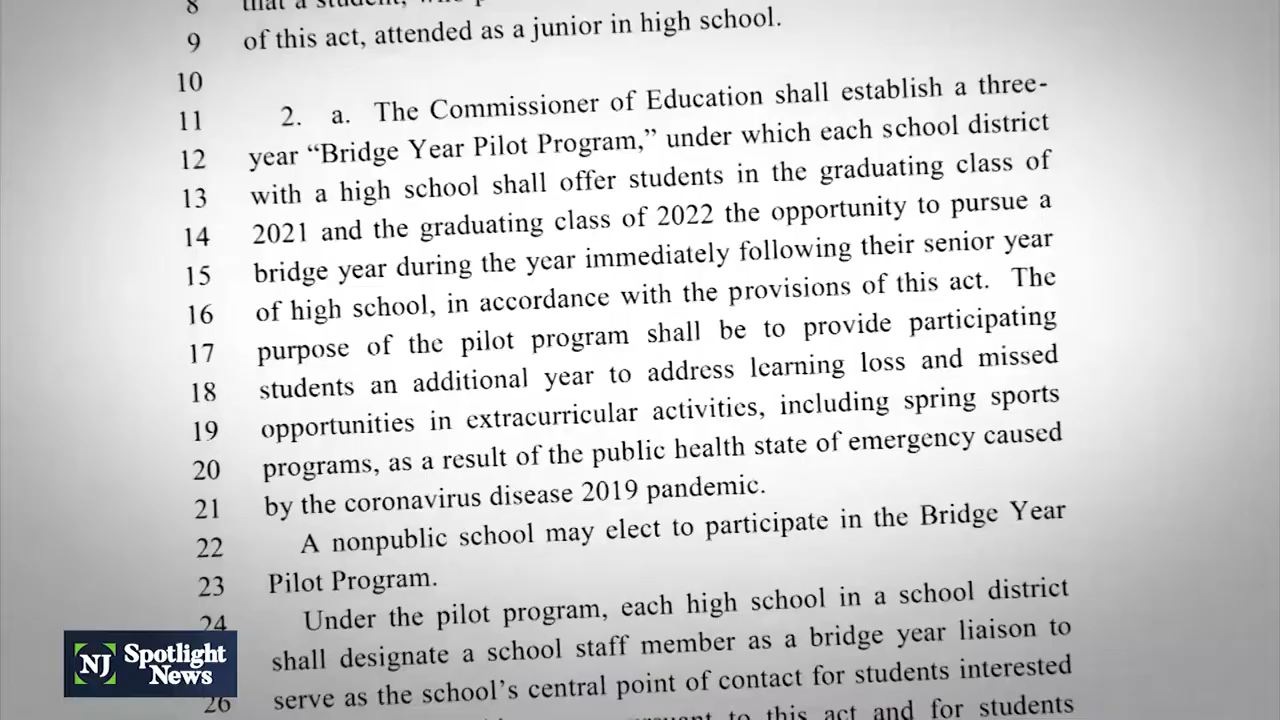 8 that a student,
9 of this act, attended as a junior in high school.
10
11 2. a. The Commissioner of Education shall establish a three-
12 year “Bridge Year Pilot Program,” under which each school district
13 with a high school shall offer students in the graduating class of
14 2021 and the graduating class of 2022 the opportunity to pursue a
15 bridge year during the year immediately following their senior year
16 of high school, in accordance with the provisions of this act. The
17 purpose of the pilot program shall be to provide participating
18 students an additional year to address learning loss and missed
19 opportunities in extracurricular activities, including spring sports
20 programs, as a result of the public health state of emergency caused
21 by the coronavirus disease 2019 pandemic.
22 A nonpublic school may elect to participate in the Bridge Year
23 Pilot Program.
24 Under the pilot program, each high school in a school district
shall designate a school staff member as a bridge year liaison to
26 serve as the school’s central point of contact for students interested
to this act and for students
NJ Spotlight
News